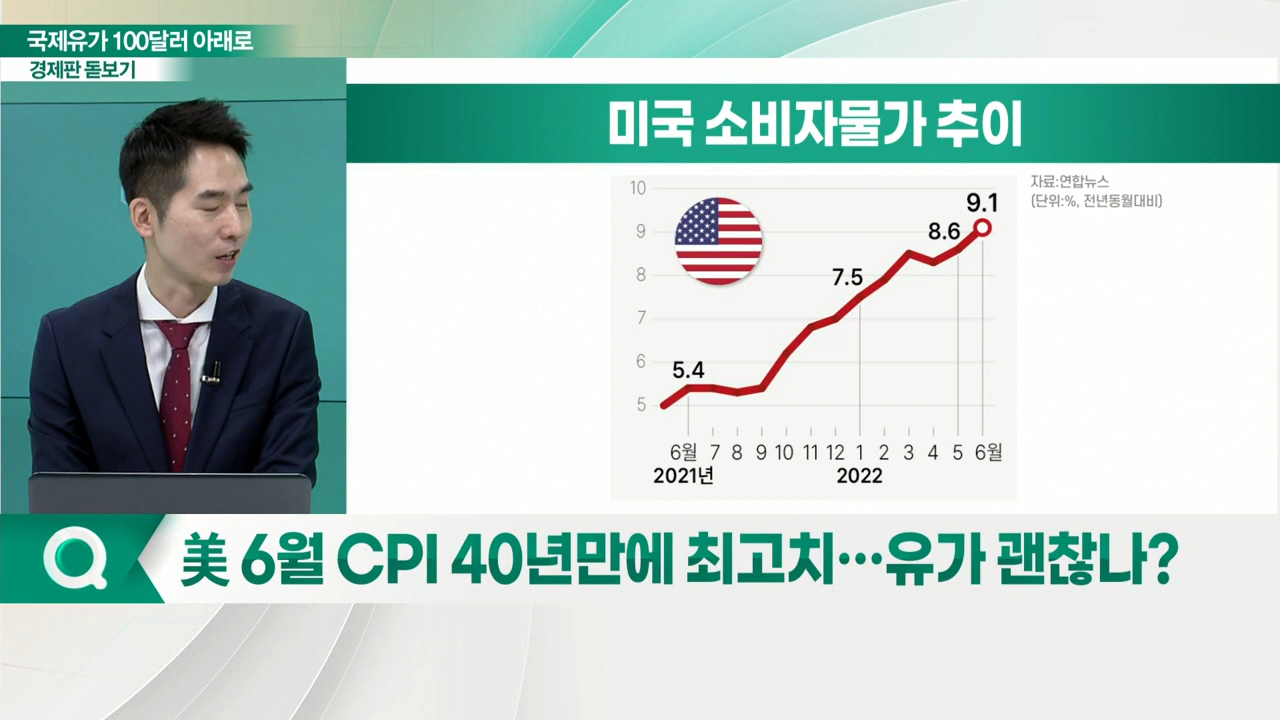 국제유가 100달러 아래로
경제판 돋보기
미국 소비자물가 추이
자료:연합뉴스
(단위:%, 전년동월대비)
10
9
8
7
6
5
5.4
7.5
8.6
9.1
6월 7 8 9 10 11 12 1 2 3 4 5 6월
2021년 2022
Q 美 6월 CPI 40년만에 최고치…유가 괜찮나?